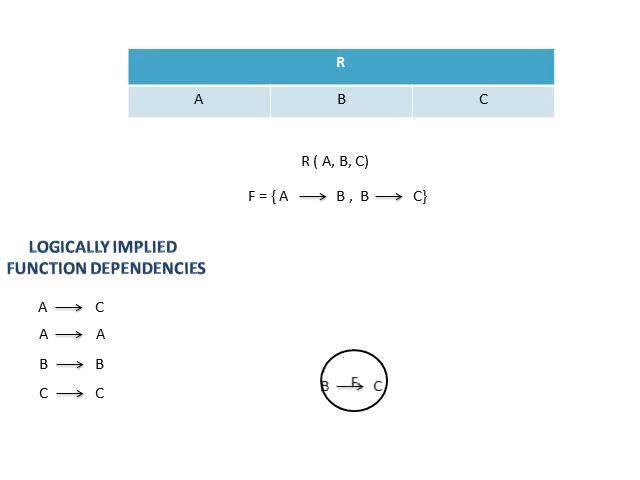 R
A B C
R ( A, B, C)
F = { A ⟶ B , B ⟶ C}
LOGICALLY IMPLIED
FUNCTION DEPENDENCIES
A ⟶ C
A ⟶ A
B ⟶ B
C ⟶ C
F
B ⟶ C